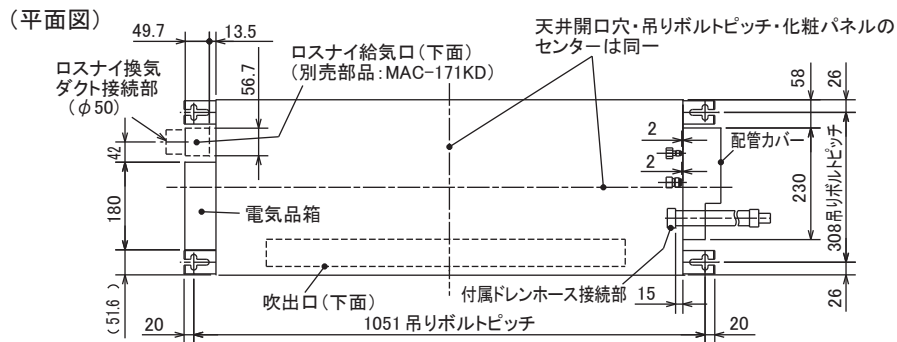 (平面図)
49.7
13.5
56.7
ロスナイ給気口(下面)
(別売部品:MAC-171KD)
天井開口穴・吊りボルトピッチ・化粧パネルの
センターは同一
ロスナイ換気
ダクト接続部
(φ50)
58
26
42
2
2
配管カバー
180
電気品箱
230
308吊りボルトピッチ
吹出口(下面)
付属ドレンホース接続部
15
(51.6)
26
20
1051 吊りボルトピッチ
20